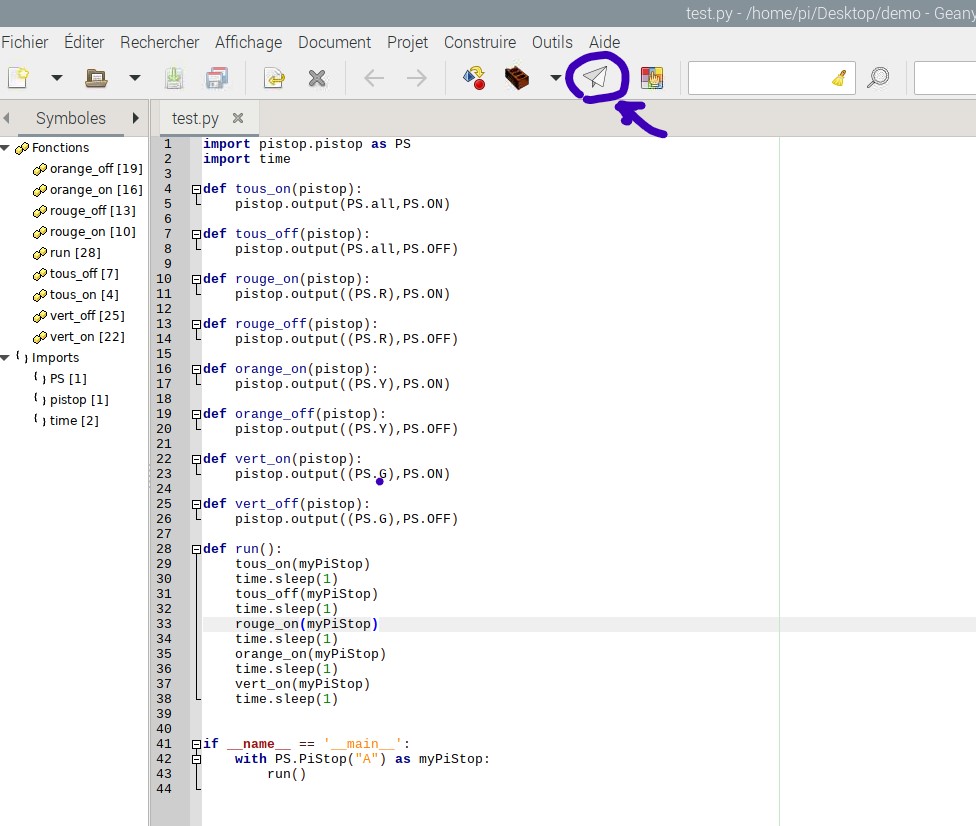 test.py - /home/pi/Desktop/demo - Geany
Fichier Éditer Rechercher Affichage Document Projet Construire Outils Aide
Symboles
Fonctions
orange_off [19]
orange_on [16]
rouge_off [13]
rouge_on [10]
run [28]
tous_off [7]
tous_on [4]
vert_off [25]
vert_on [22]
Imports
PS [1]
pistop [1]
time [2]
test.py
1 import pistop.pistop as PS
2 import time
3
4 def tous_on(pistop):
5 pistop.output(PS.all,PS.ON)
6
7 def tous_off(pistop):
8 pistop.output(PS.all,PS.OFF)
9
10 def rouge_on(pistop):
11 pistop.output((PS.R),PS.ON)
12
13 def rouge_off(pistop):
14 pistop.output((PS.R),PS.OFF)
15
16 def orange_on(pistop):
17 pistop.output((PS.Y),PS.ON)
18
19 def orange_off(pistop):
20 pistop.output((PS.Y),PS.OFF)
21
22 def vert_on(pistop):
23 pistop.output((PS.G),PS.ON)
24
25 def vert_off(pistop):
26 pistop.output((PS.G),PS.OFF)
27
28 def run():
29 tous_on(myPiStop)
30 time.sleep(1)
31 tous_off(myPiStop)
32 time.sleep(1)
33 rouge_on(myPiStop)
34 time.sleep(1)
35 orange_on(myPiStop)
36 time.sleep(1)
37 vert_on(myPiStop)
38 time.sleep(1)
39
40
41 if __name__ == '__main__':
42 with PS.PiStop("A") as myPiStop:
43 run()
44